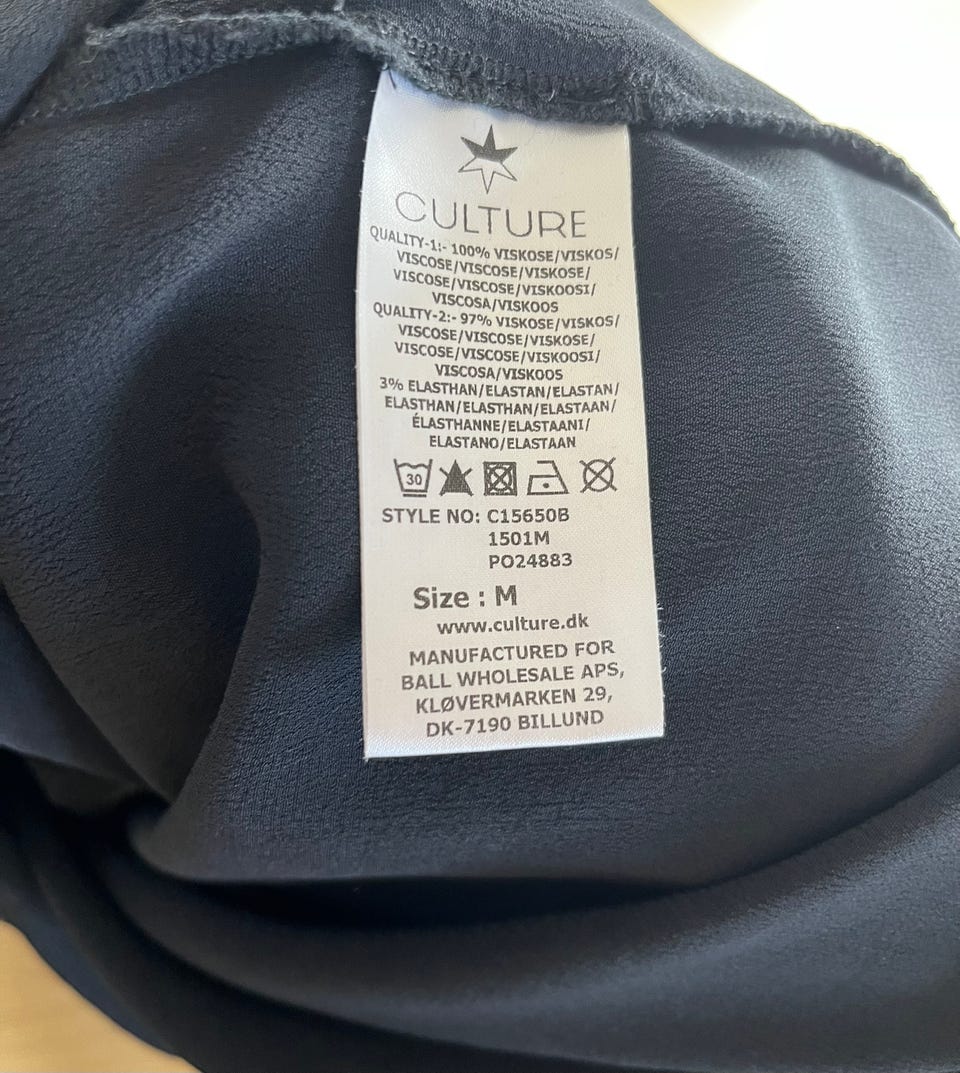 CULTURE
QUALITY-1:- 100% VISKOSE/VISKOS/
VISCOSE/VISCOSE/VISKOSE/
VISCOSE/VISCOSE/VISKOOSI/
VISCOSA/VISKOOS
QUALITY-2:- 97% VISKOSE/VISKOS/
VISCOSE/VISCOSE/VISKOSE/
VISCOSE/VISCOSE/VISKOOSI/
VISCOSA/VISKOOS
3% ELASTHAN/ELASTAN/ELASTAN/
ELASTHAN/ELASTHAN/ELASTAAN/
ÉLASTHANNE/ELASTAANI/
ELASTANO/ELASTAAN
30
STYLE NO: C15650B
1501M
PO24883
Size : M
www.culture.dk
MANUFACTURED FOR
BALL WHOLESALE APS,
KLØVERMARKEN 29,
DK-7190 BILLUND